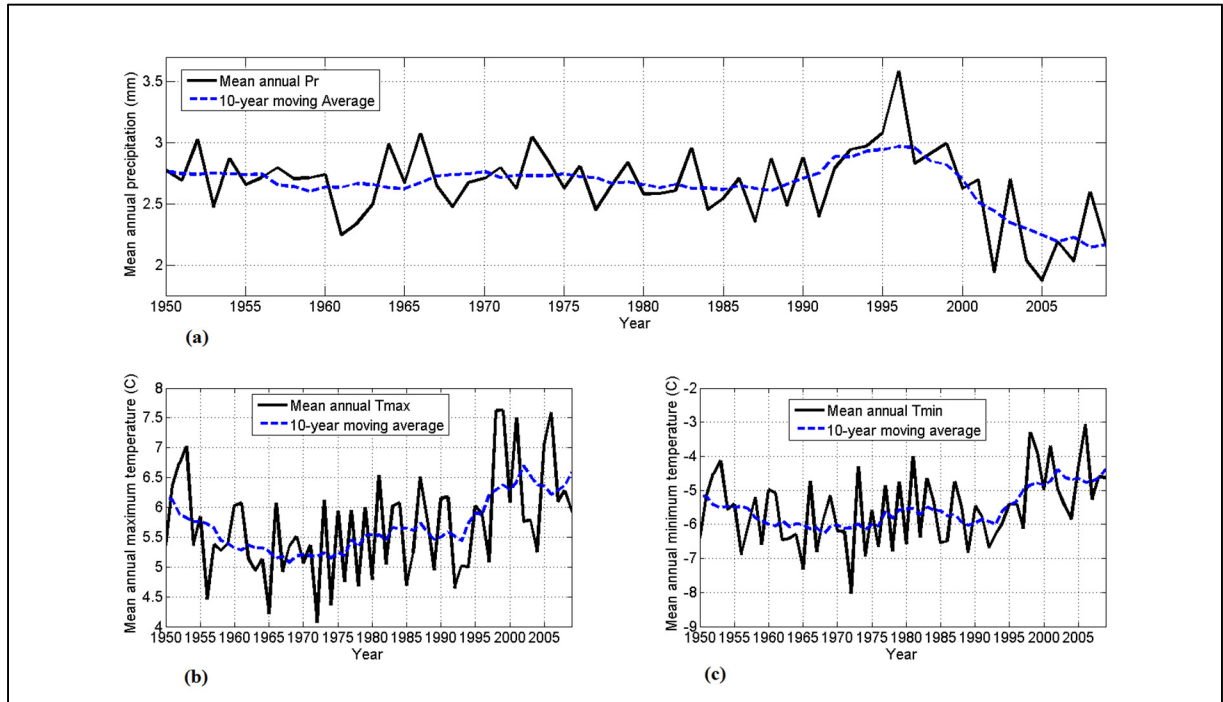 Mean annual precipitation (mm)
3.5
3
2.5
2
Mean annual Pr
10-year moving Average
1950 1955 1960 1965 1970 1975 1980 1985 1990 1995 2000 2005
Year
(a)
Mean annual maximum temperature (C)
8
7.5
7
6.5
6
5.5
5
4.5
4
Mean annual Tmax
10-year moving average
1950 1955 1960 1965 1970 1975 1980 1985 1990 1995 2000 2005
Year
(b)
Mean annual minimum temperature (C)
-2
-3
-4
-5
-6
-7
-8
-9
Mean annual Tmin
10-year moving average
1950 1955 1960 1965 1970 1975 1980 1985 1990 1995 2000 2005
Year
(c)